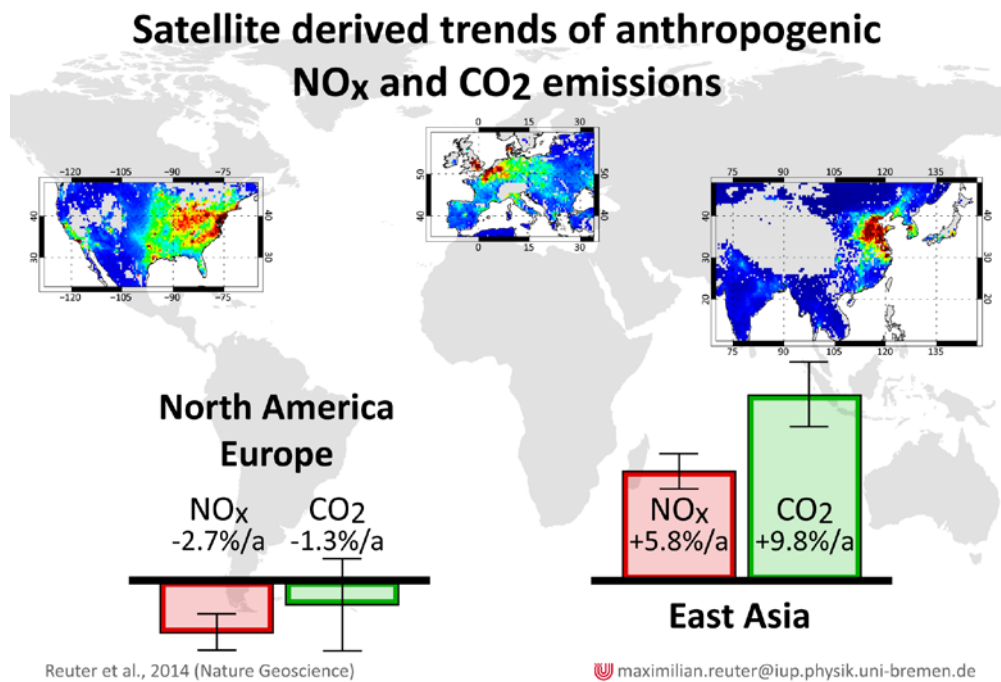 Satellite derived trends of anthropogenic
NOx and CO2 emissions
0 15 30
50
40
0 15 30
−120 −105 −90 −75
40
30
−120 −105 −90 −75
40
30
75 90 105 120 135
40
30
20
75 90 105 120 135
40
30
20
North America
Europe
NOx CO2
-2.7%/a -1.3%/a
NOx CO2
+5.8%/a +9.8%/a
East Asia
Reuter et al., 2014 (Nature Geoscience)
maximilian.reuter@iup.physik.uni-bremen.de